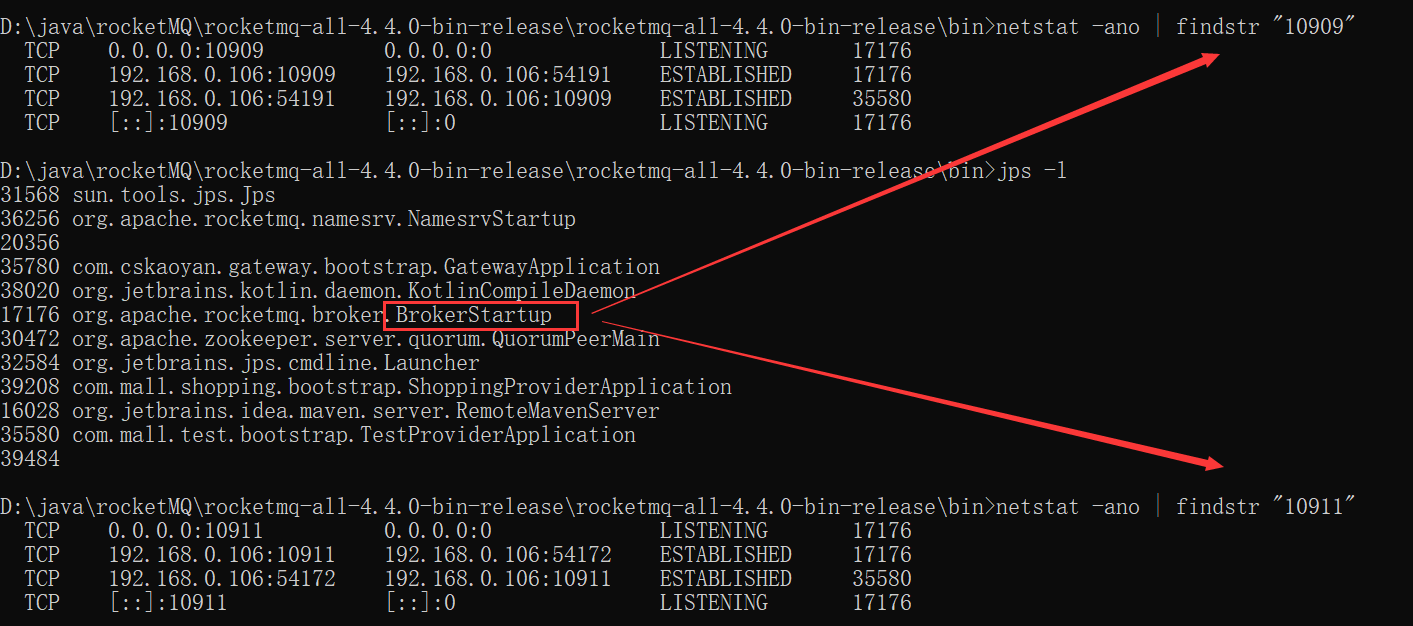 D:\java\rocketMQ\rocketmq-all-4.4.0-bin-release\rocketmq-all-4.4.0-bin-release\bin>netstat -ano | findstr "10909"
TCP 0.0.0.0:10909 0.0.0.0:0 LISTENING 17176
TCP 192.168.0.106:10909 192.168.0.106:54191 ESTABLISHED 17176
TCP 192.168.0.106:54191 192.168.0.106:10909 ESTABLISHED 35580
TCP [::]:10909 [::]:0 LISTENING 17176
D:\java\rocketMQ\rocketmq-all-4.4.0-bin-release\rocketmq-all-4.4.0-bin-release\bin>jps -l
31568 sun.tools.jps.Jps
36256 org.apache.rocketmq.namesrv.NamesrvStartup
20356
35780 com.cskaoyan.gateway.bootstrap.GatewayApplication
38020 org.jetbrains.kotlin.daemon.KotlinCompileDaemon
17176 org.apache.rocketmq.broker.BrokerStartup
30472 org.apache.zookeeper.server.quorum.QuorumPeerMain
32584 org.jetbrains.jps.cmdline.Launcher
39208 com.mall.shopping.bootstrap.ShoppingProviderApplication
16028 org.jetbrains.idea.maven.server.RemoteMavenServer
35580 com.mall.test.bootstrap.TestProviderApplication
39484
D:\java\rocketMQ\rocketmq-all-4.4.0-bin-release\rocketmq-all-4.4.0-bin-release\bin>netstat -ano | findstr "10911"
TCP 0.0.0.0:10911 0.0.0.0:0 LISTENING 17176
TCP 192.168.0.106:10911 192.168.0.106:54172 ESTABLISHED 17176
TCP 192.168.0.106:54172 192.168.0.106:10911 ESTABLISHED 35580
TCP [::]:10911 [::]:0 LISTENING 17176